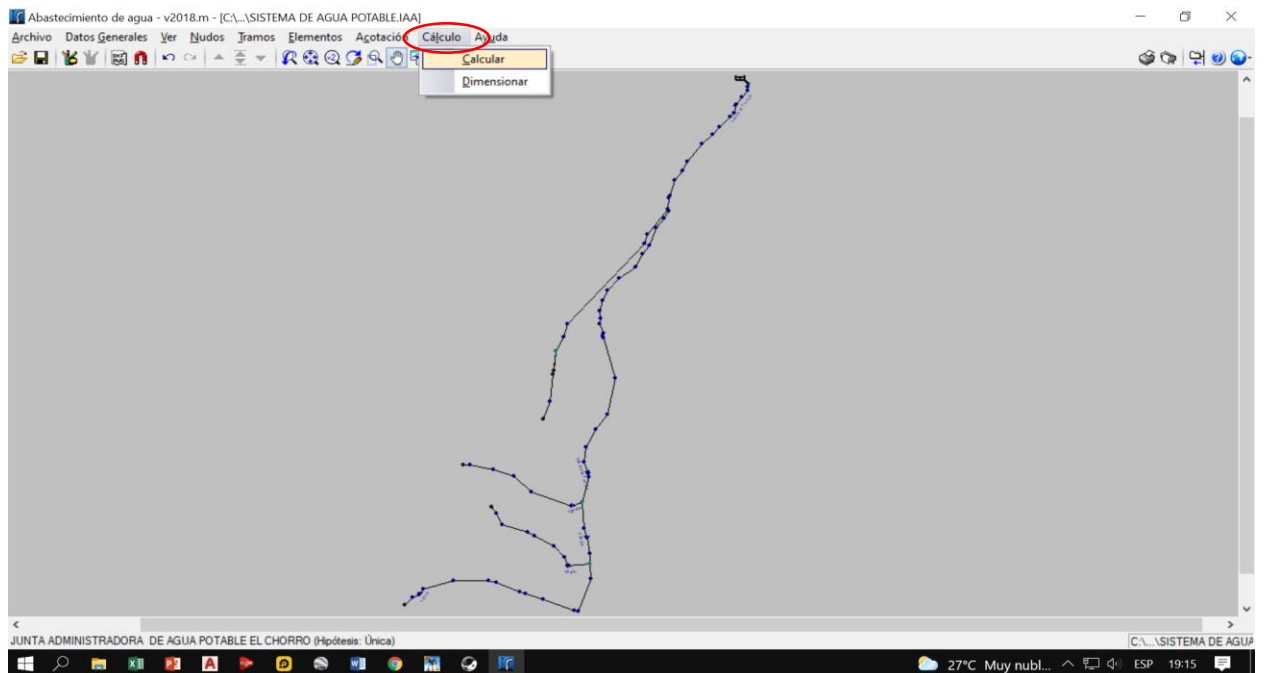 Abastecimiento de agua - v2018.m - [C:\...\SISTEMA DE AGUA POTABLE.IAA]
Archivo Datos Generales Ver Nudos Tramos Elementos Acotación Cálculo Ayuda
Calcular
Dimensionar
JUNTA ADMINISTRADORA DE AGUA POTABLE EL CHORRO (Hipótesis: Única)
C:\...\SISTEMA DE AGUA
27°C Muy nubl... ESP 19:15